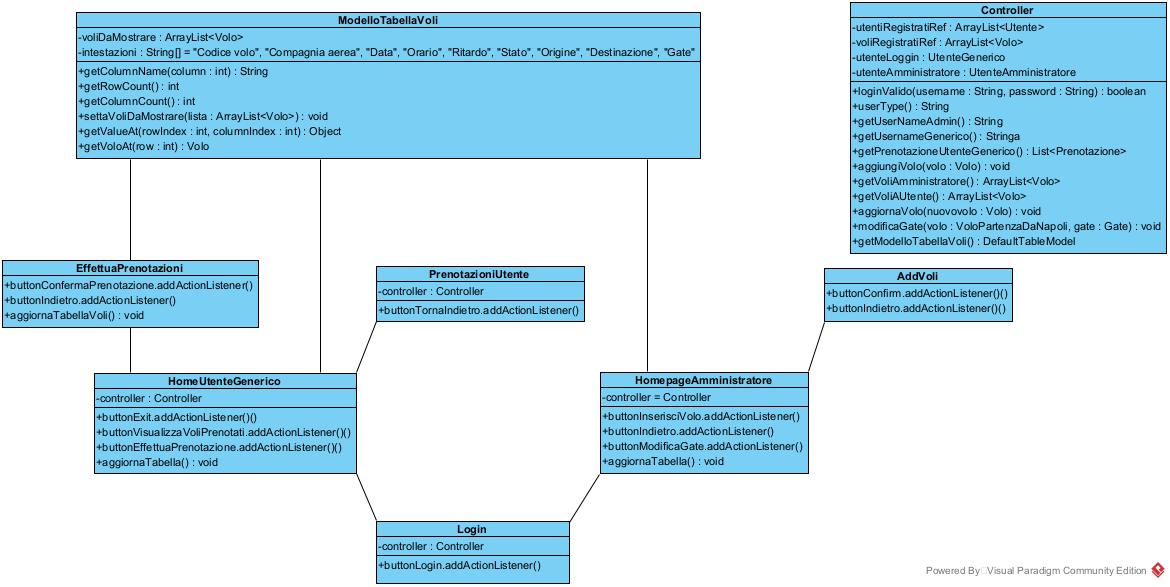 ModelloTabellaVoli
-voliDaMostrare : ArrayList<Volo>
-intestazioni : String[] = "Codice volo", "Compagnia aerea", "Data", "Orario", "Ritardo", "Stato", "Origine", "Destinazione", "Gate"
+getColumnName(column : int) : String
+getRowCount() : int
+getColumnCount() : int
+settaVoliDaMostrare(lista : ArrayList<Volo>) : void
+getValueAt(rowIndex : int, columnIndex : int) : Object
+getVoloAt(row : int) : Volo
Controller
-utentiRegistratiRef : ArrayList<Utente>
-voliRegistratiRef : ArrayList<Volo>
-utenteLoggin : UtenteGenerico
-utenteAmministratore : UtenteAmministratore
+loginValido(username : String, password : String) : boolean
+userType() : String
+getUserNameAdmin() : String
+getUsernameGenerico() : Stringa
+getPrenotazioneUtenteGenerico() : List<Prenotazione>
+aggiungiVolo(volo : Volo) : void
+getVoliAmministratore() : ArrayList<Volo>
+getVoliAUtente() : ArrayList<Volo>
+aggiornaVolo(nuovovolo : Volo) : void
+modificaGate(volo : VoloPartenzaDaNapoli, gate : Gate) : void
+getModelloTabellaVoli() : DefaultTableModel
EffettuaPrenotazioni
+buttonConfermaPrenotazione.addActionListener()
+buttonIndietro.addActionListener()
+aggiornaTabellaVoli() : void
PrenotazioniUtente
-controller : Controller
+buttonTornaIndietro.addActionListener()
AddVoli
+buttonConfirm.addActionListener()()
+buttonIndietro.addActionListener()()
HomeUtenteGenerico
-controller : Controller
+buttonExit.addActionListener()()
+buttonVisualizzaVoliPrenotati.addActionListener()()
+buttonEffettuaPrenotazione.addActionListener()()
+aggiornaTabella() : void
HomepageAmministratore
-controller = Controller
+buttonInserisciVolo.addActionListener()
+buttonIndietro.addActionListener()
+buttonModificaGate.addActionListener()
+aggiornaTabella() : void
Login
-controller : Controller
+buttonLogin.addActionListener()
Powered By Visual Paradigm Community Edition